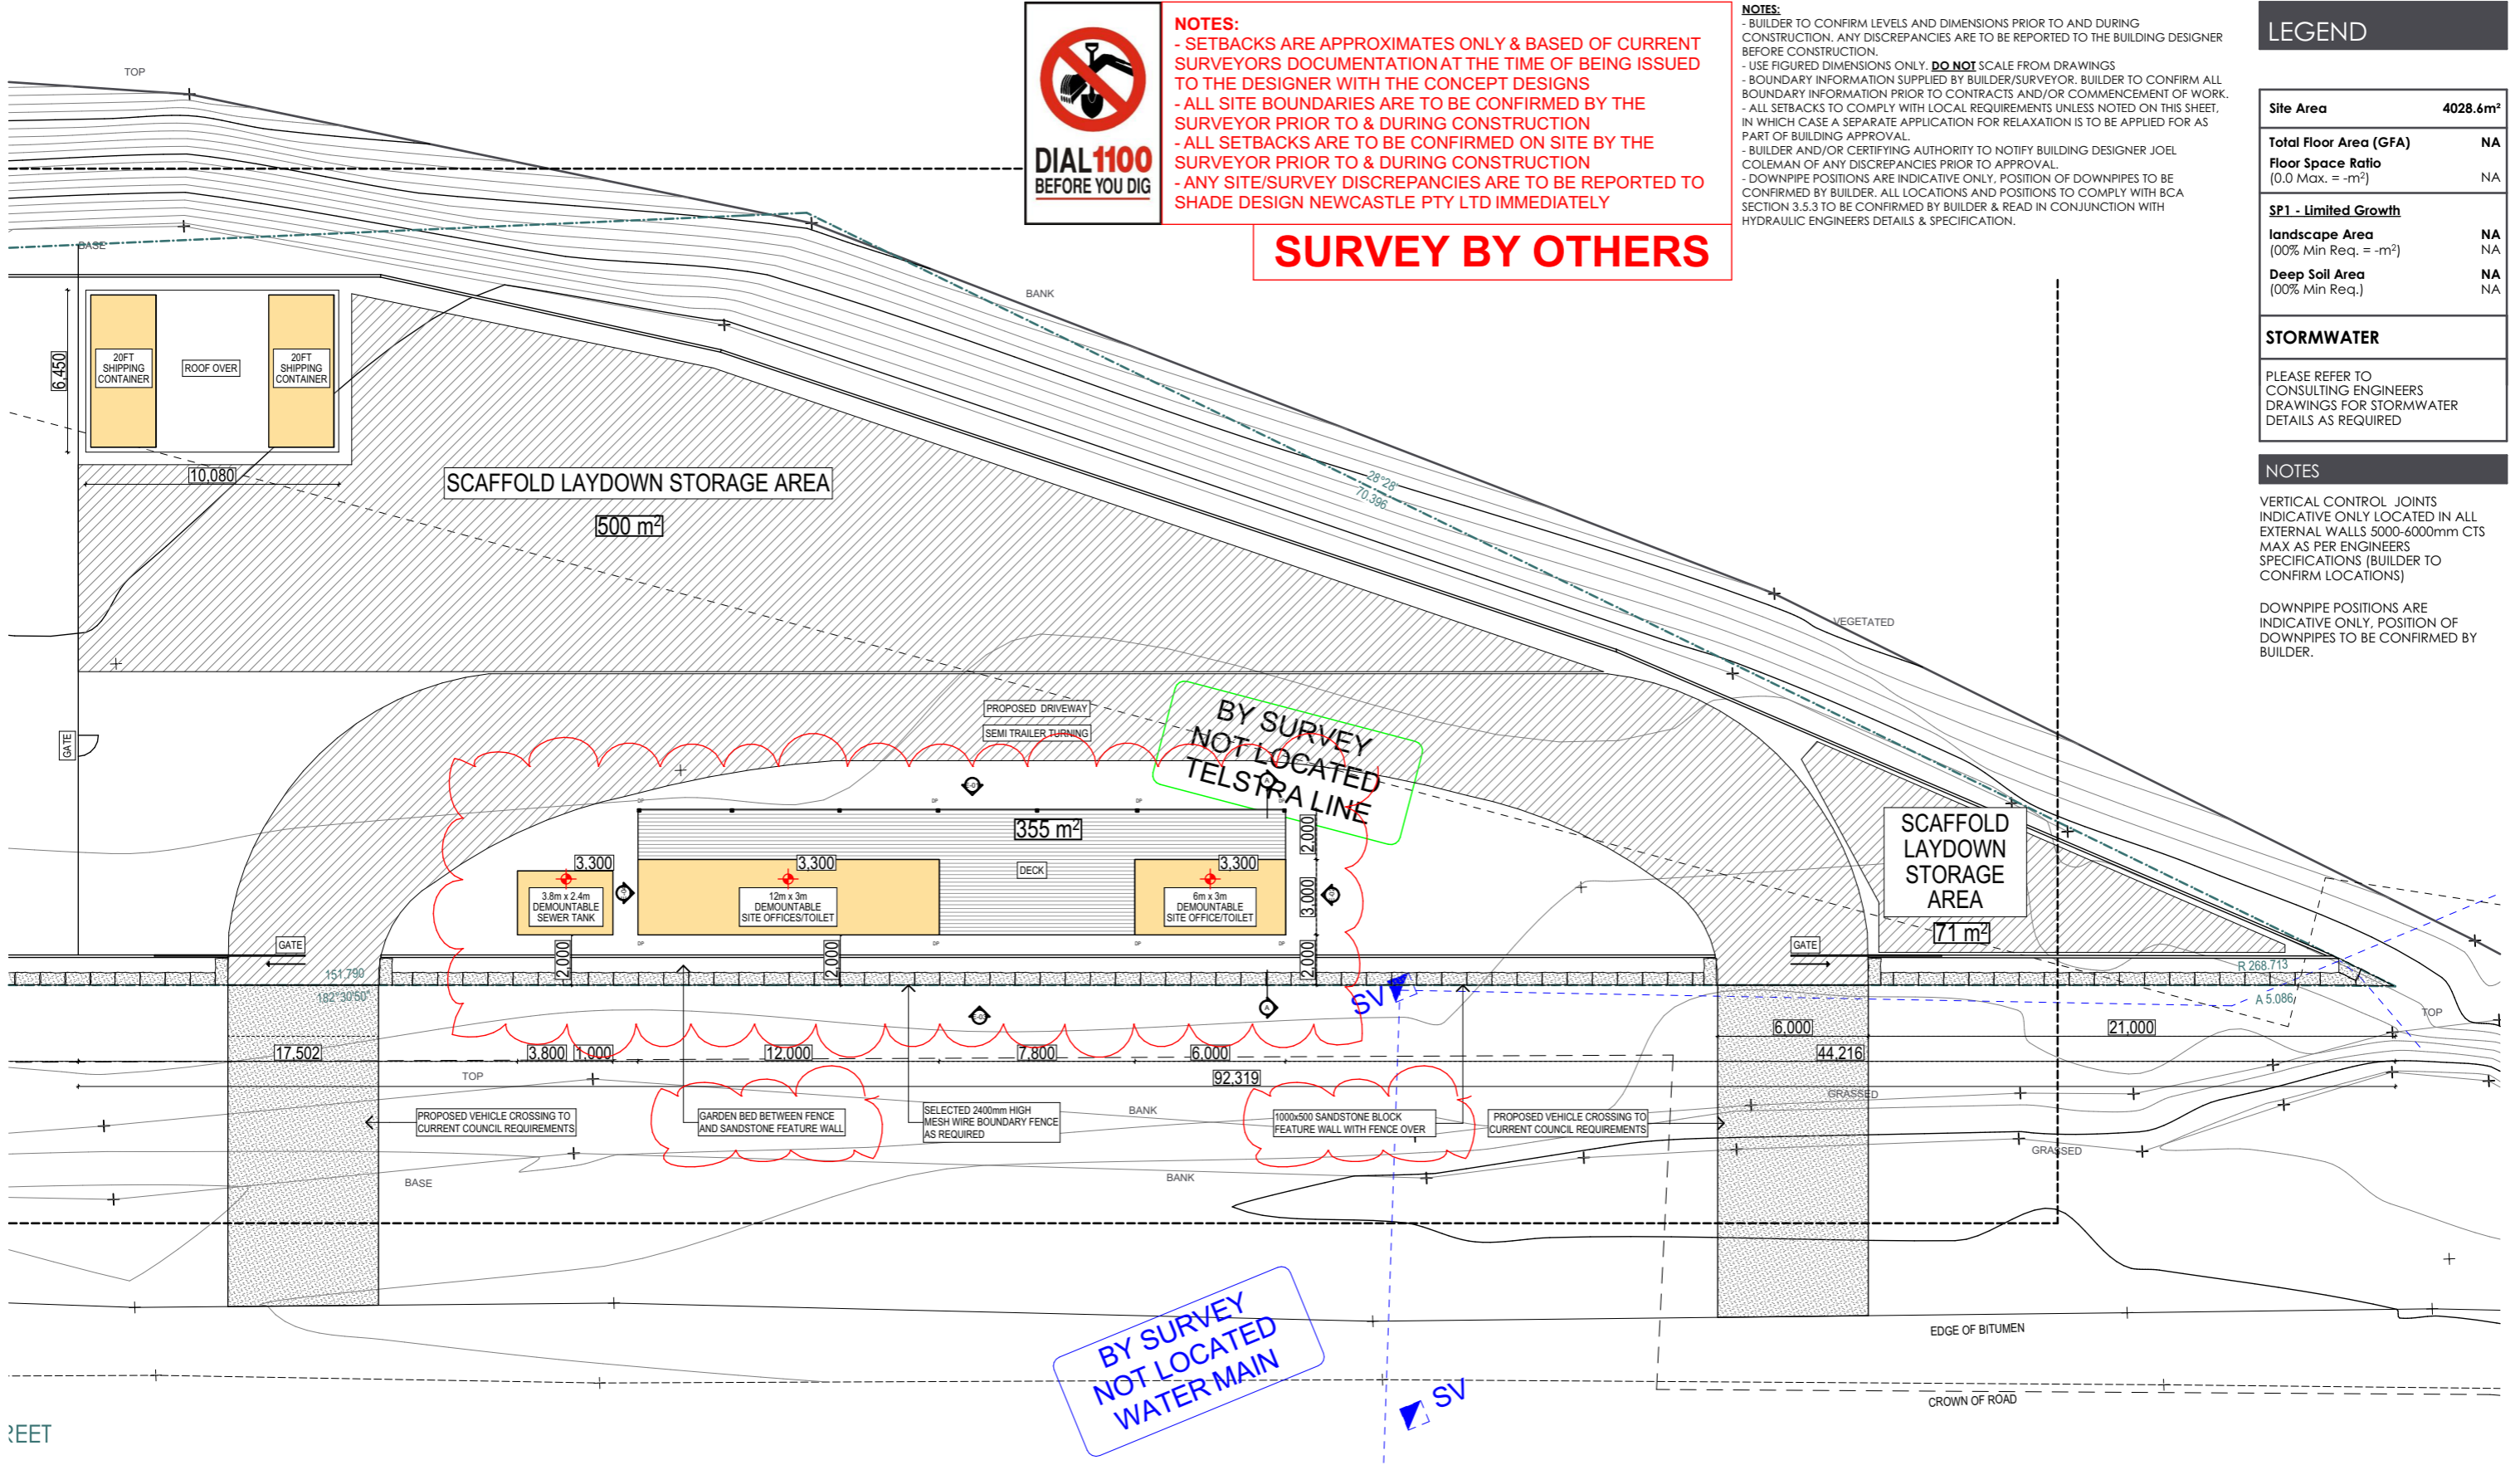 DIAL1100
BEFORE YOU DIG
NOTES:
- SETBACKS ARE APPROXIMATES ONLY & BASED OF CURRENT
SURVEYORS DOCUMENTATION AT THE TIME OF BEING ISSUED
TO THE DESIGNER WITH THE CONCEPT DESIGNS
- ALL SITE BOUNDARIES ARE TO BE CONFIRMED BY THE
SURVEYOR PRIOR TO & DURING CONSTRUCTION
- ALL SETBACKS ARE TO BE CONFIRMED ON SITE BY THE
SURVEYOR PRIOR TO & DURING CONSTRUCTION
- ANY SITE/SURVEY DISCREPANCIES ARE TO BE REPORTED TO
SHADE DESIGN NEWCASTLE PTY LTD IMMEDIATELY
SURVEY BY OTHERS
NOTES:
- BUILDER TO CONFIRM LEVELS AND DIMENSIONS PRIOR TO AND DURING
CONSTRUCTION. ANY DISCREPANCIES ARE TO BE REPORTED TO THE BUILDING DESIGNER
BEFORE CONSTRUCTION.
- USE FIGURED DIMENSIONS ONLY. DO NOT SCALE FROM DRAWINGS
- BOUNDARY INFORMATION SUPPLIED BY BUILDER/SURVEYOR. BUILDER TO CONFIRM ALL
BOUNDARY INFORMATION PRIOR TO CONTRACTS AND/OR COMMENCEMENT OF WORK.
- ALL SETBACKS TO COMPLY WITH LOCAL REQUIREMENTS UNLESS NOTED ON THIS SHEET,
IN WHICH CASE A SEPARATE APPLICATION FOR RELAXATION IS TO BE APPLIED FOR AS
PART OF BUILDING APPROVAL.
- BUILDER AND/OR CERTIFYING AUTHORITY TO NOTIFY BUILDING DESIGNER JOEL
COLEMAN OF ANY DISCREPANCIES PRIOR TO APPROVAL.
- DOWNPIPE POSITIONS ARE INDICATIVE ONLY, POSITION OF DOWNPIPES TO BE
CONFIRMED BY BUILDER. ALL LOCATIONS AND POSITIONS TO COMPLY WITH BCA
SECTION 3.5.3 TO BE CONFIRMED BY BUILDER & READ IN CONJUNCTION WITH
HYDRAULIC ENGINEERS DETAILS & SPECIFICATION.
LEGEND
Site Area 4028.6m²
Total Floor Area (GFA) NA
Floor Space Ratio
(0.0 Max. = -m²) NA
SP1 - Limited Growth
landscape Area NA
(00% Min Req. = -m²) NA
Deep Soil Area NA
(00% Min Req.) NA
STORMWATER
PLEASE REFER TO
CONSULTING ENGINEERS
DRAWINGS FOR STORMWATER
DETAILS AS REQUIRED
NOTES
VERTICAL CONTROL JOINTS
INDICATIVE ONLY LOCATED IN ALL
EXTERNAL WALLS 5000-6000mm CTS
MAX AS PER ENGINEERS
SPECIFICATIONS (BUILDER TO
CONFIRM LOCATIONS)
DOWNPIPE POSITIONS ARE
INDICATIVE ONLY, POSITION OF
DOWNPIPES TO BE CONFIRMED BY
BUILDER.
TOP
BASE
BANK
6,450
20FT
SHIPPING
CONTAINER
ROOF OVER
20FT
SHIPPING
CONTAINER
10,080
SCAFFOLD LAYDOWN STORAGE AREA
500 m²
28°28'
70.396
VEGETATED
GATE
PROPOSED DRIVEWAY
SEMI TRAILER TURNING
BY SURVEY
NOT LOCATED
TELSTRA LINE
A
DP
DP
DP
DP
355 m²
DECK
2,000
3,300
3,300
3,300
3.8m x 2.4m
DEMOUNTABLE
SEWER TANK
12m x 3m
DEMOUNTABLE
SITE OFFICES/TOILET
6m x 3m
DEMOUNTABLE
SITE OFFICE/TOILET
3,000
DP
DP
DP
DP
SCAFFOLD
LAYDOWN
STORAGE
AREA
71 m²
GATE
GATE
2,000
2,000
2,000
151.790
182°30'50"
SV
R 268.713
A 5.086
TOP
A
17,502
3,800
1,000
12,000
7,800
6,000
6,000
21,000
44,216
92,319
TOP
BANK
GRASSED
PROPOSED VEHICLE CROSSING TO
CURRENT COUNCIL REQUIREMENTS
GARDEN BED BETWEEN FENCE
AND SANDSTONE FEATURE WALL
SELECTED 2400mm HIGH
MESH WIRE BOUNDARY FENCE
AS REQUIRED
1000x500 SANDSTONE BLOCK
FEATURE WALL WITH FENCE OVER
PROPOSED VEHICLE CROSSING TO
CURRENT COUNCIL REQUIREMENTS
GRASSED
BASE
BANK
BY SURVEY
NOT LOCATED
WATER MAIN
EDGE OF BITUMEN
SV
CROWN OF ROAD
REET